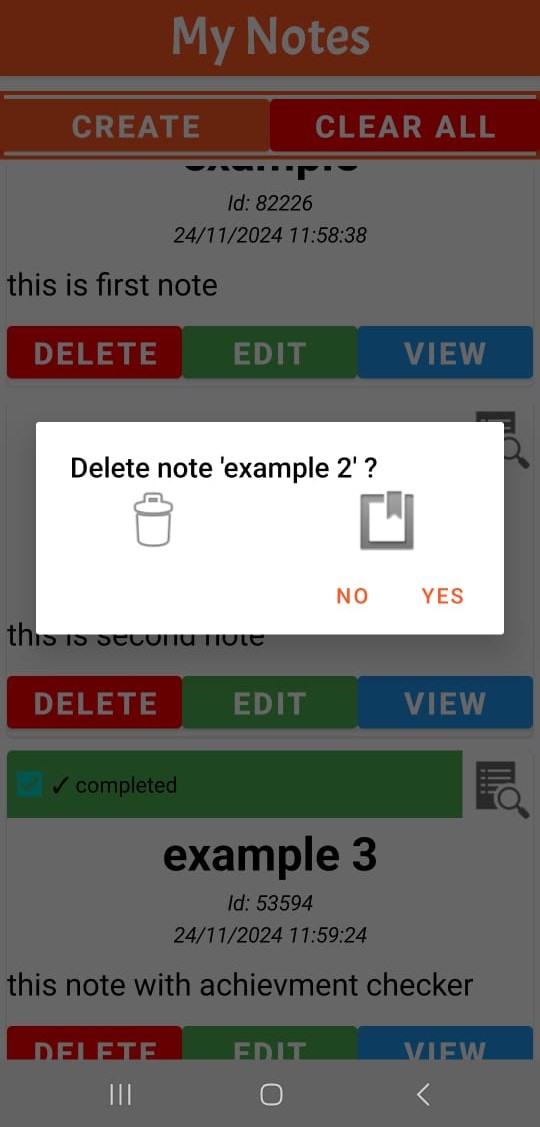 My Notes
CREATE CLEAR ALL
example
Id: 82226
24/11/2024 11:58:38
this is first note
DELETE EDIT VIEW
Delete note 'example 2' ?
NO YES
this is second note
DELETE EDIT VIEW
✓ completed
example 3
Id: 53594
24/11/2024 11:59:24
this note with achievment checker
DELETE EDIT VIEW